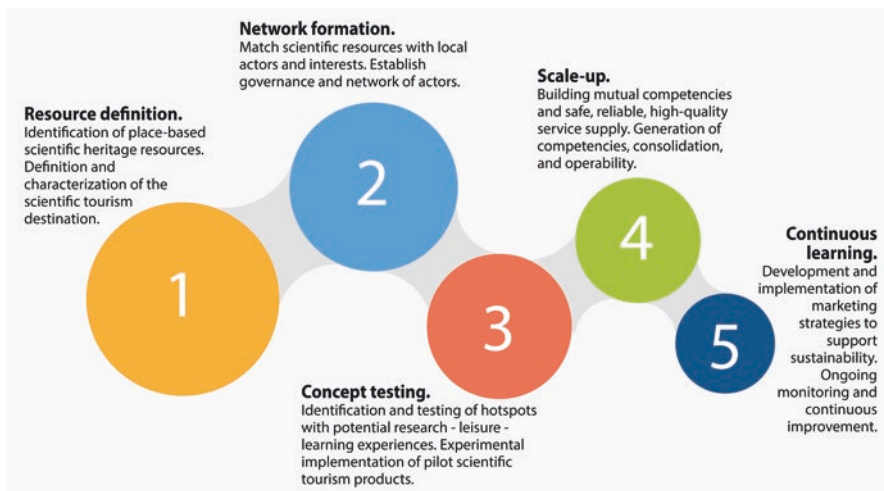 1
Resource definition.
Identification of place-based
scientific heritage resources.
Definition and
characterization of the
scientific tourism
destination.
2
Network formation.
Match scientific resources with local
actors and interests. Establish
governance and network of actors.
3
Concept testing.
Identification and testing of hotspots
with potential research - leisure -
learning experiences. Experimental
implementation of pilot scientific
tourism products.
4
Scale-up.
Building mutual competencies
and safe, reliable, high-quality
service supply. Generation of
competencies, consolidation,
and operability.
5
Continuous
learning.
Development and
implementation of
marketing
strategies to
support
sustainability.
Ongoing
monitoring and
continuous
improvement.